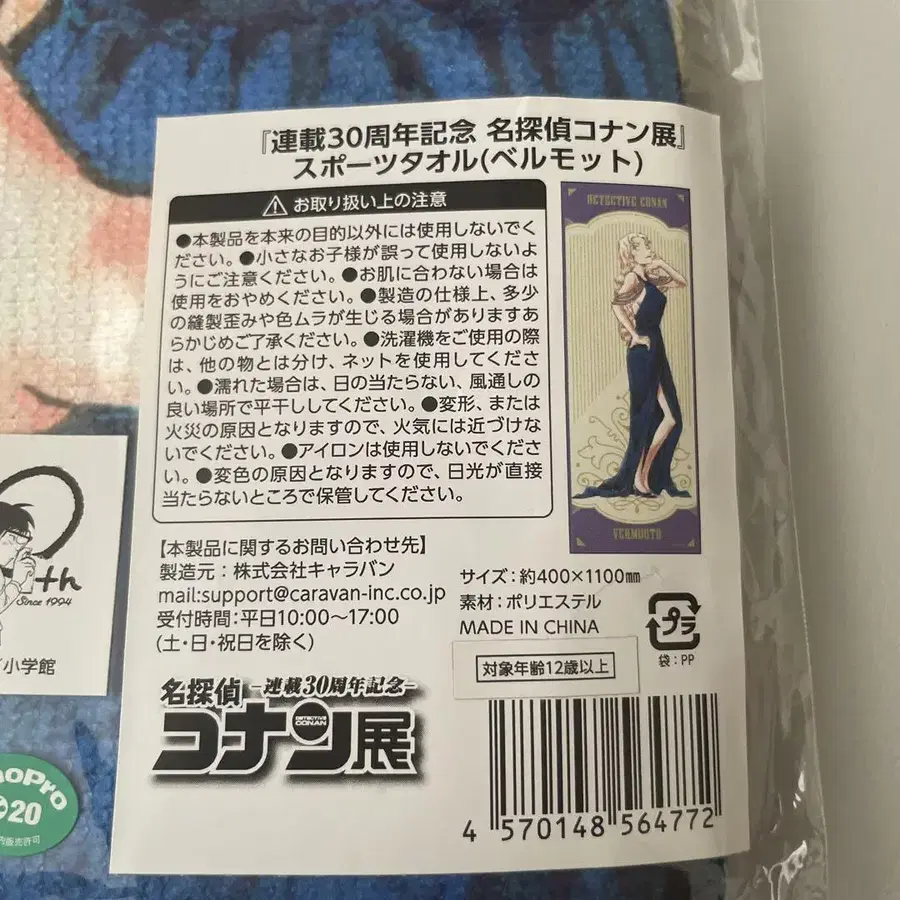 『連載30周年記念 名探偵コナン展』
スポーツタオル(ベルモット)
お取り扱い上の注意
●本製品を本来の目的以外には使用しないでく
ださい。●小さなお子様が誤って使用しないよ
うにご注意ください。●お肌に合わない場合は
使用をおやめください。●製造の仕様上、多少
の縫製歪みや色ムラが生じる場合がありますあ
らかじめご了承ください。●洗濯機をご使用の際
は、他の物とは分け、ネットを使用してくださ
い。●濡れた場合は、日の当たらない、風通しの
良い場所で平干ししてください。●変形、または
火災の原因となりますので、火気には近づけな
いでください。●アイロンは使用しないでくださ
い。●変色の原因となりますので、日光が直接
当たらないところで保管してください。
DETECTIVE CONAN
VERMOUTH
【本製品に関するお問い合わせ先】
製造元：株式会社キャラバン
mail:support@caravan-inc.co.jp
受付時間：平日10:00～17:00
(土・日・祝日を除く)
サイズ：約400×1100㎜
素材：ポリエステル
MADE IN CHINA
プラ
袋：PP
対象年齢12歳以上
名探偵
-連載30周年記念-
コナン展
DETECTIVE
CONAN
4 570148 564772
th
Since 1994
小学館
oPro
20
販売許可